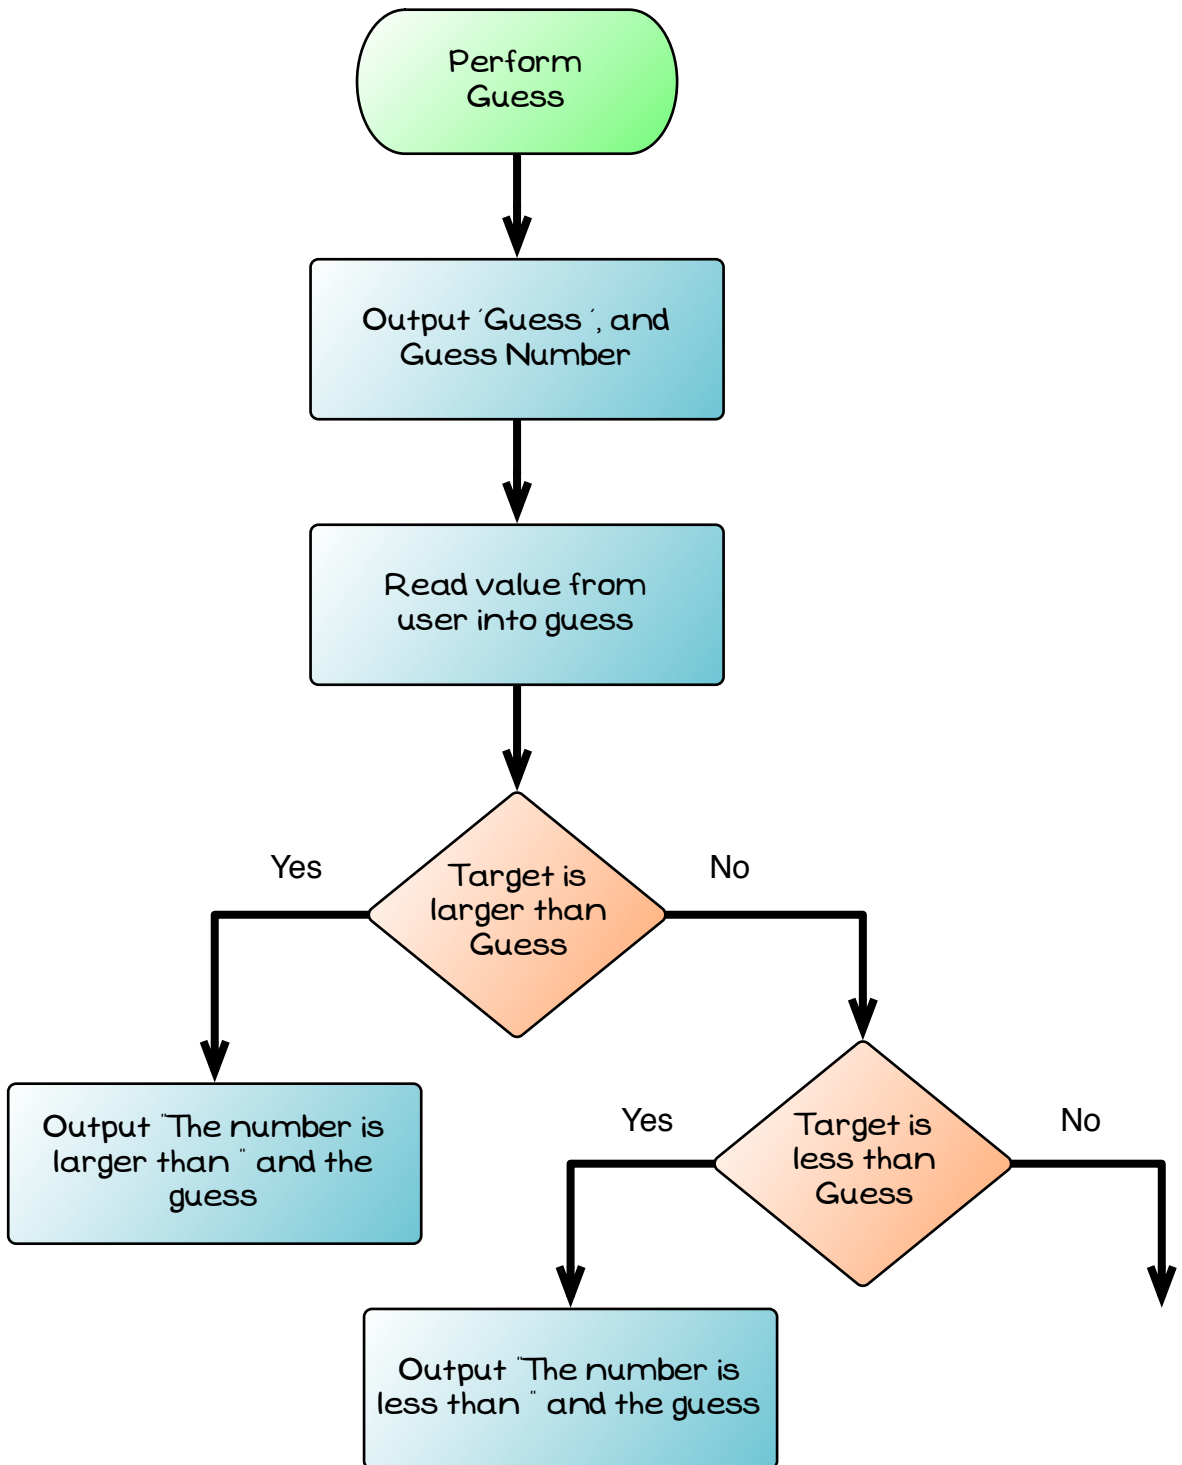 Perform
Guess
Output 'Guess ', and
Guess Number
Read value from
user into guess
Yes
No
Target is
larger than
Guess
Output "The number is
larger than " and the
guess
Yes
No
Target is
less than
Guess
Output "The number is
less than " and the guess